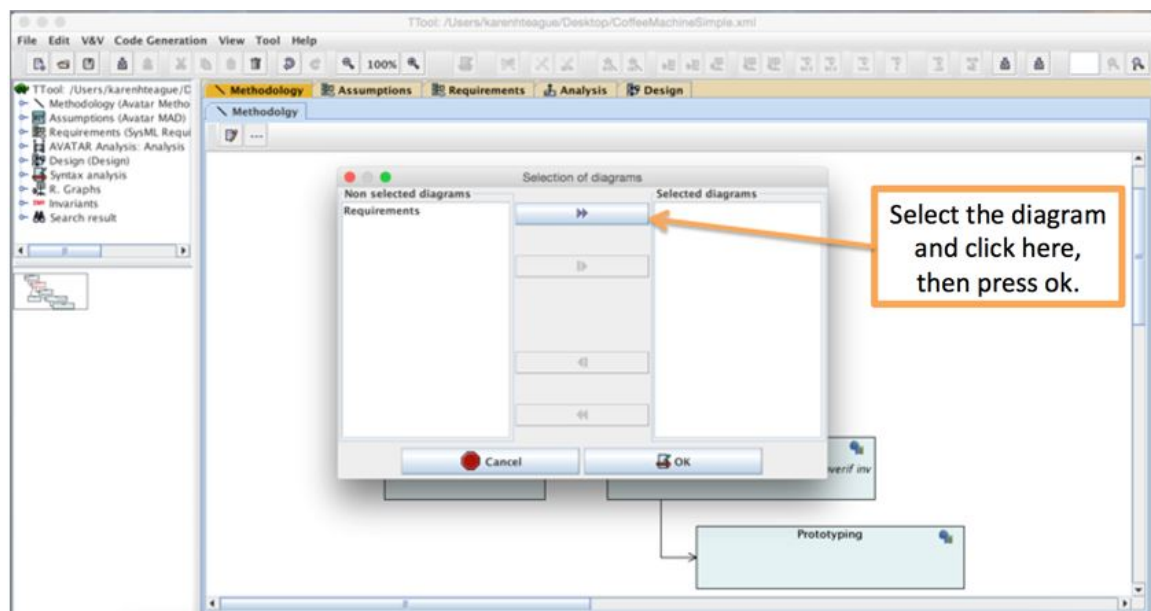 TTool: /Users/karenhteague/Desktop/CoffeeMachineSimple.xml
File Edit V&V Code Generation View Tool Help
100%
TTool: /Users/karenhteague/D
Methodology (Avatar Metho
Assumptions (Avatar MAD)
Requirements (SysML Requi
AVATAR Analysis: Analysis
Design (Design)
Syntax analysis
R. Graphs
Invariants
Search result
Methodology Assumptions Requirements Analysis Design
Methodolgy
Selection of diagrams
Non selected diagrams
Selected diagrams
Requirements
Cancel
OK
Select the diagram
and click here,
then press ok.
overif inv
Prototyping